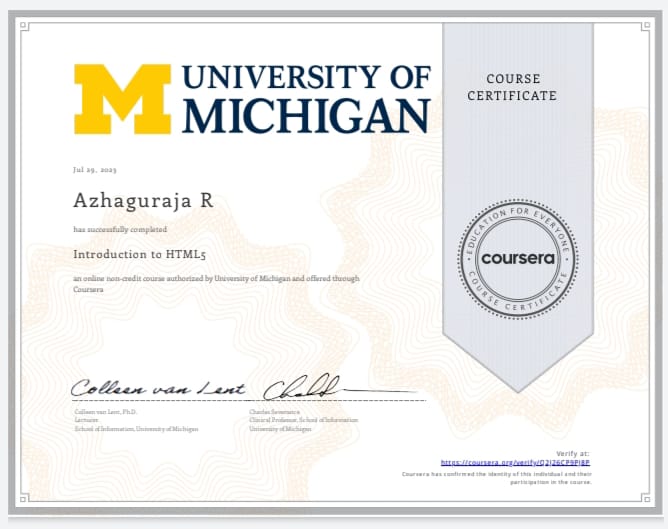 UNIVERSITY OF
MICHIGAN
COURSE
CERTIFICATE
Jul 29, 2023
Azhaguraja R
has successfully completed
Introduction to HTML5
an online non-credit course authorized by University of Michigan and offered through
Coursera
EDUCATION FOR EVERYONE
coursera
COURSE CERTIFICATE
Colleen van Lent
Colleen van Lent, Ph.D.
Lecturer
School of Information, University of Michigan
Charles Severance
Clinical Professor, School of Information
University of Michigan
Verify at:
https://coursera.org/verify/Q2J26CP9PJ8P
Coursera has confirmed the identity of this individual and their
participation in the course.